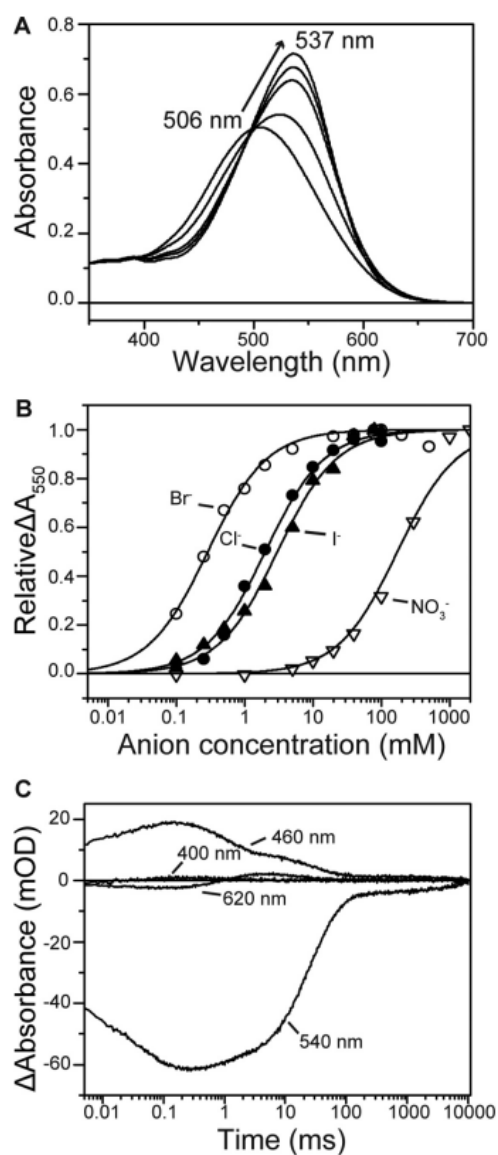 A
0.8
0.6
0.4
0.2
0.0
Absorbance
537 nm
506 nm
400 500 600 700
Wavelength (nm)
B
1.0
0.8
0.6
0.4
0.2
0.0
Relative ΔA550
Br-
Cl-
I-
NO3-
0.01 0.1 1 10 100 1000
Anion concentration (mM)
C
20
0
-20
-40
-60
ΔAbsorbance (mOD)
460 nm
400 nm
620 nm
540 nm
0.01 0.1 1 10 100 1000 10000
Time (ms)